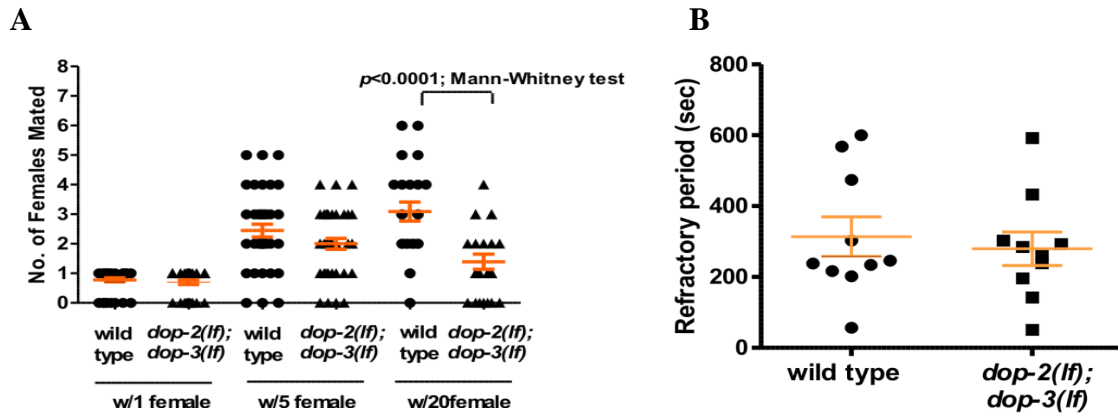 A
B
No. of Females Mated
8
7
6
5
4
3
2
1
0
p<0.0001; Mann-Whitney test
wild type
dop-2(lf); dop-3(lf)
wild type
dop-2(lf); dop-3(lf)
wild type
dop-2(lf); dop-3(lf)
w/1 female
w/5 female
w/20female
Refractory period (sec)
800
600
400
200
0
wild type
dop-2(lf);
dop-3(lf)